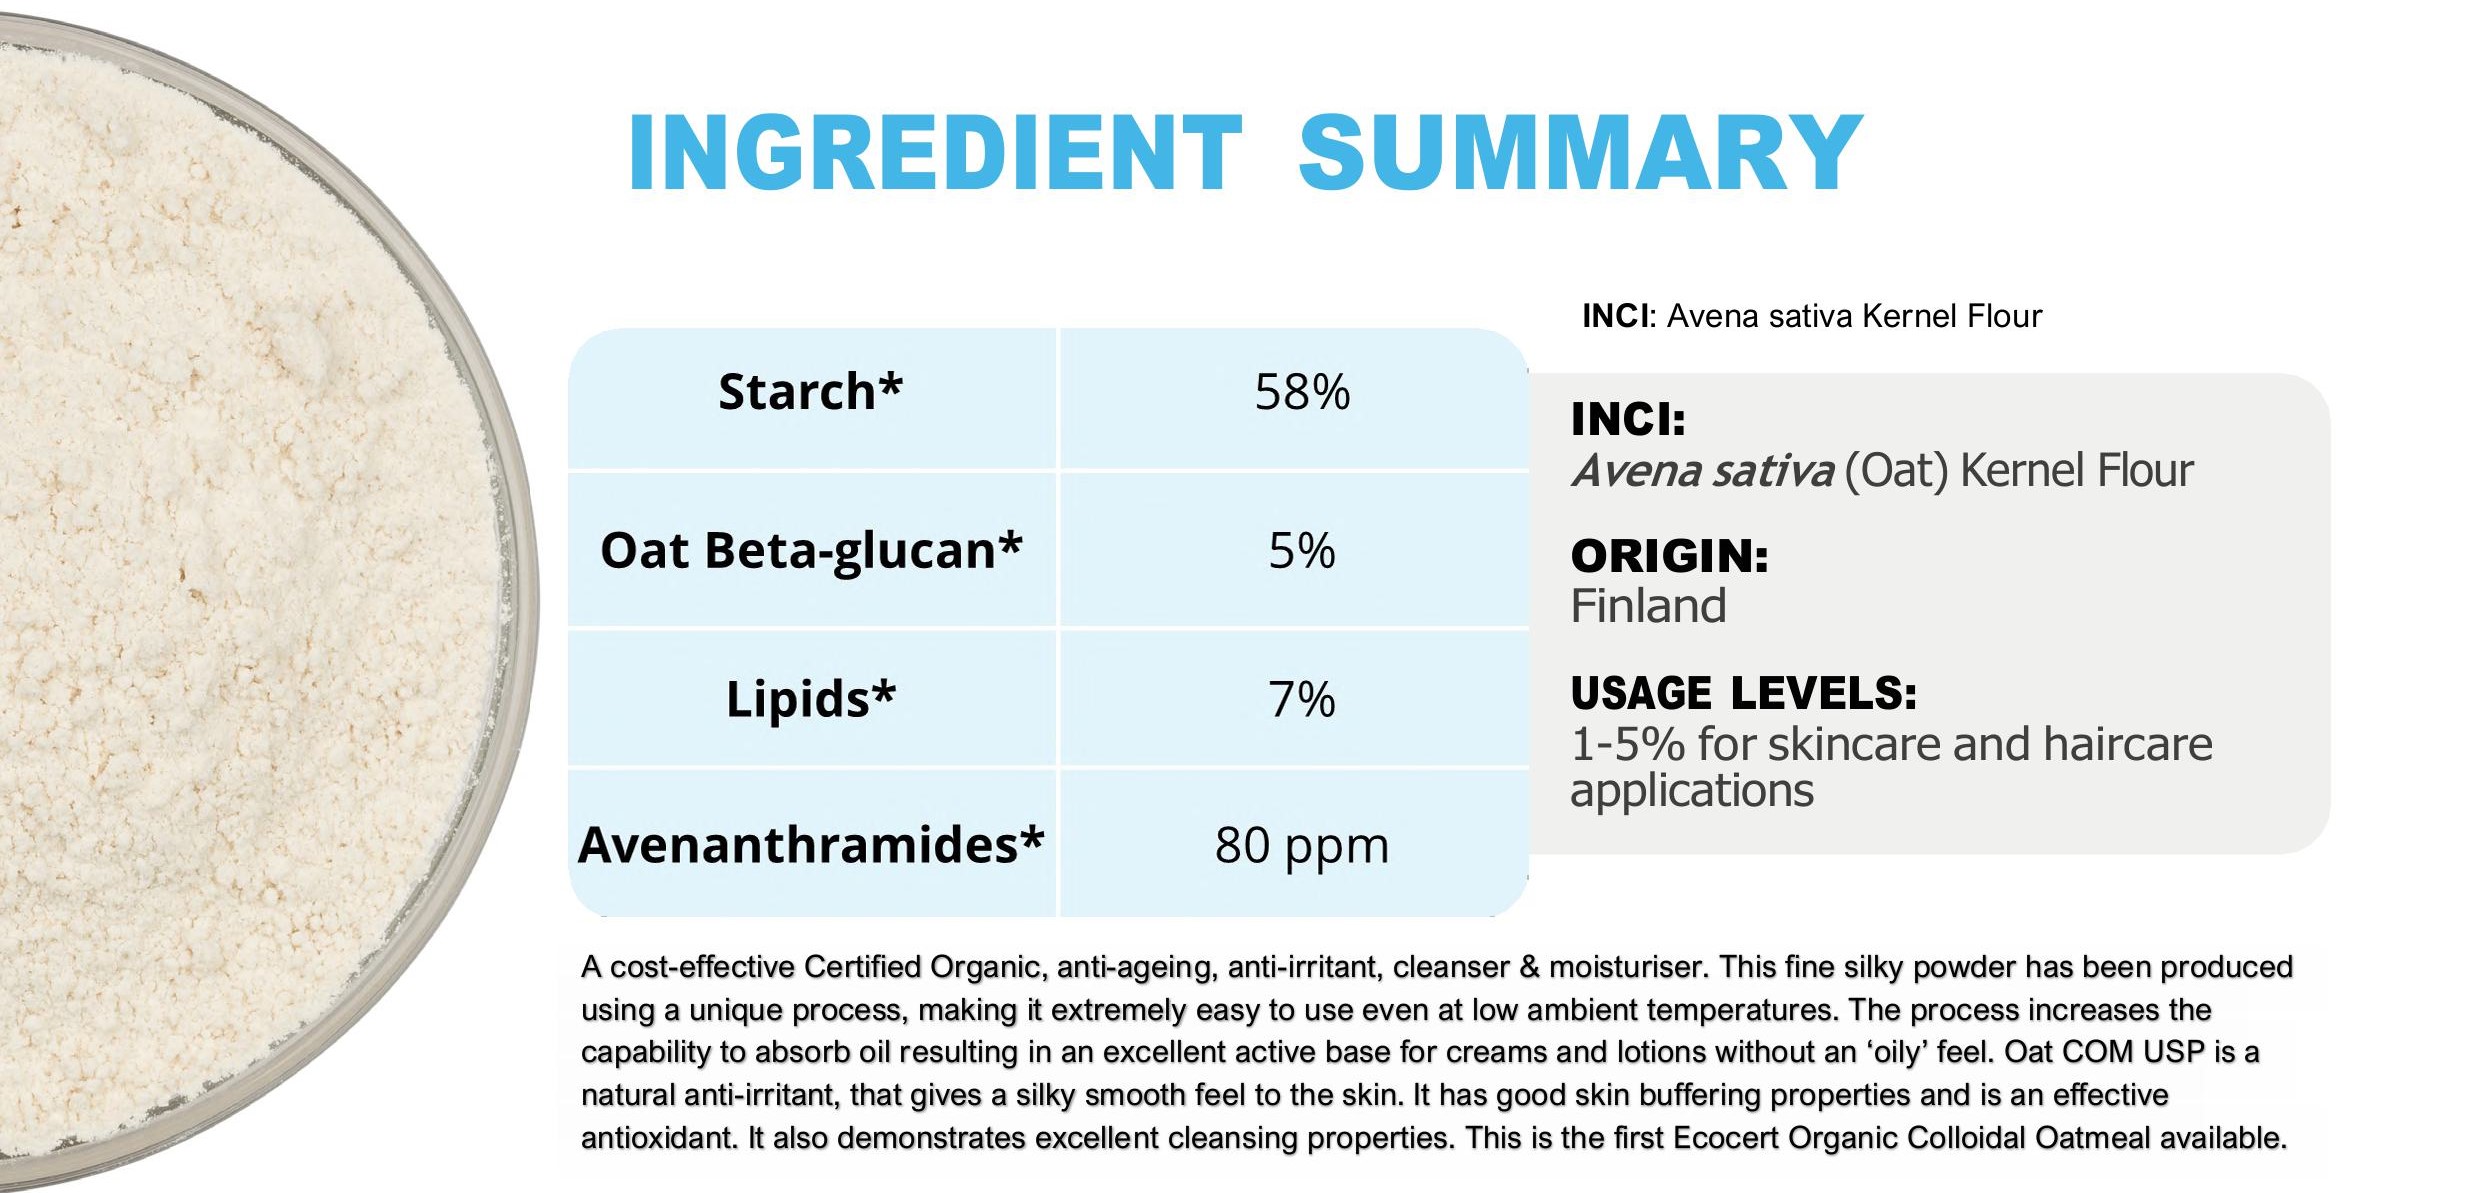 INGREDIENT SUMMARY
INCI: Avena sativa Kernel Flour
Starch* 58%
Oat Beta-glucan* 5%
Lipids* 7%
Avenanthramides* 80 ppm
INCI:
Avena sativa (Oat) Kernel Flour
ORIGIN:
Finland
USAGE LEVELS:
1-5% for skincare and haircare
applications
A cost-effective Certified Organic, anti-ageing, anti-irritant, cleanser & moisturiser. This fine silky powder has been produced
using a unique process, making it extremely easy to use even at low ambient temperatures. The process increases the
capability to absorb oil resulting in an excellent active base for creams and lotions without an ‘oily’ feel. Oat COM USP is a
natural anti-irritant, that gives a silky smooth feel to the skin. It has good skin buffering properties and is an effective
antioxidant. It also demonstrates excellent cleansing properties. This is the first Ecocert Organic Colloidal Oatmeal available.